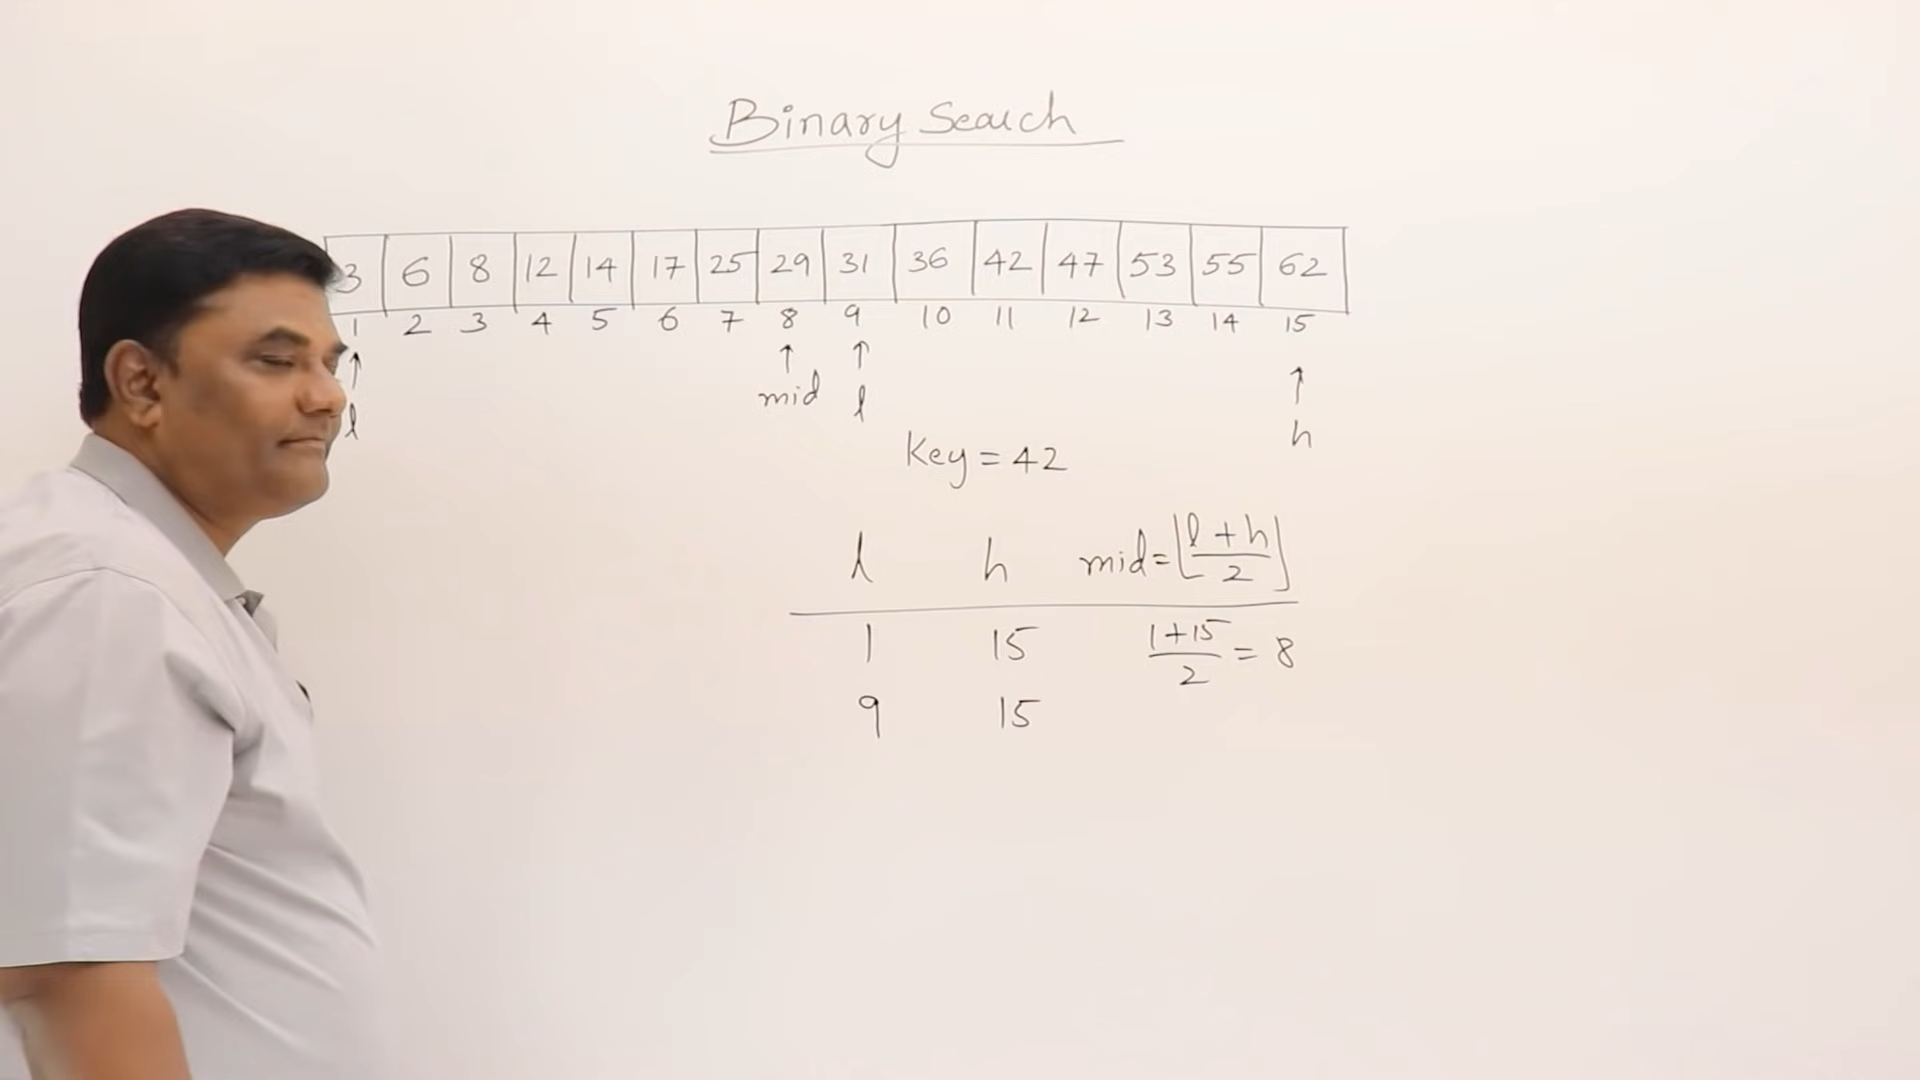 Binary Search
3 6 8 12 14 17 25 29 31 36 42 47 53 55 62
1 2 3 4 5 6 7 8 9 10 11 12 13 14 15
↑ ↑ ↑ ↑
l mid l h
Key = 42
l h mid = ⌊(l + h)/2⌋
1 15 (1+15)/2 = 8
9 15